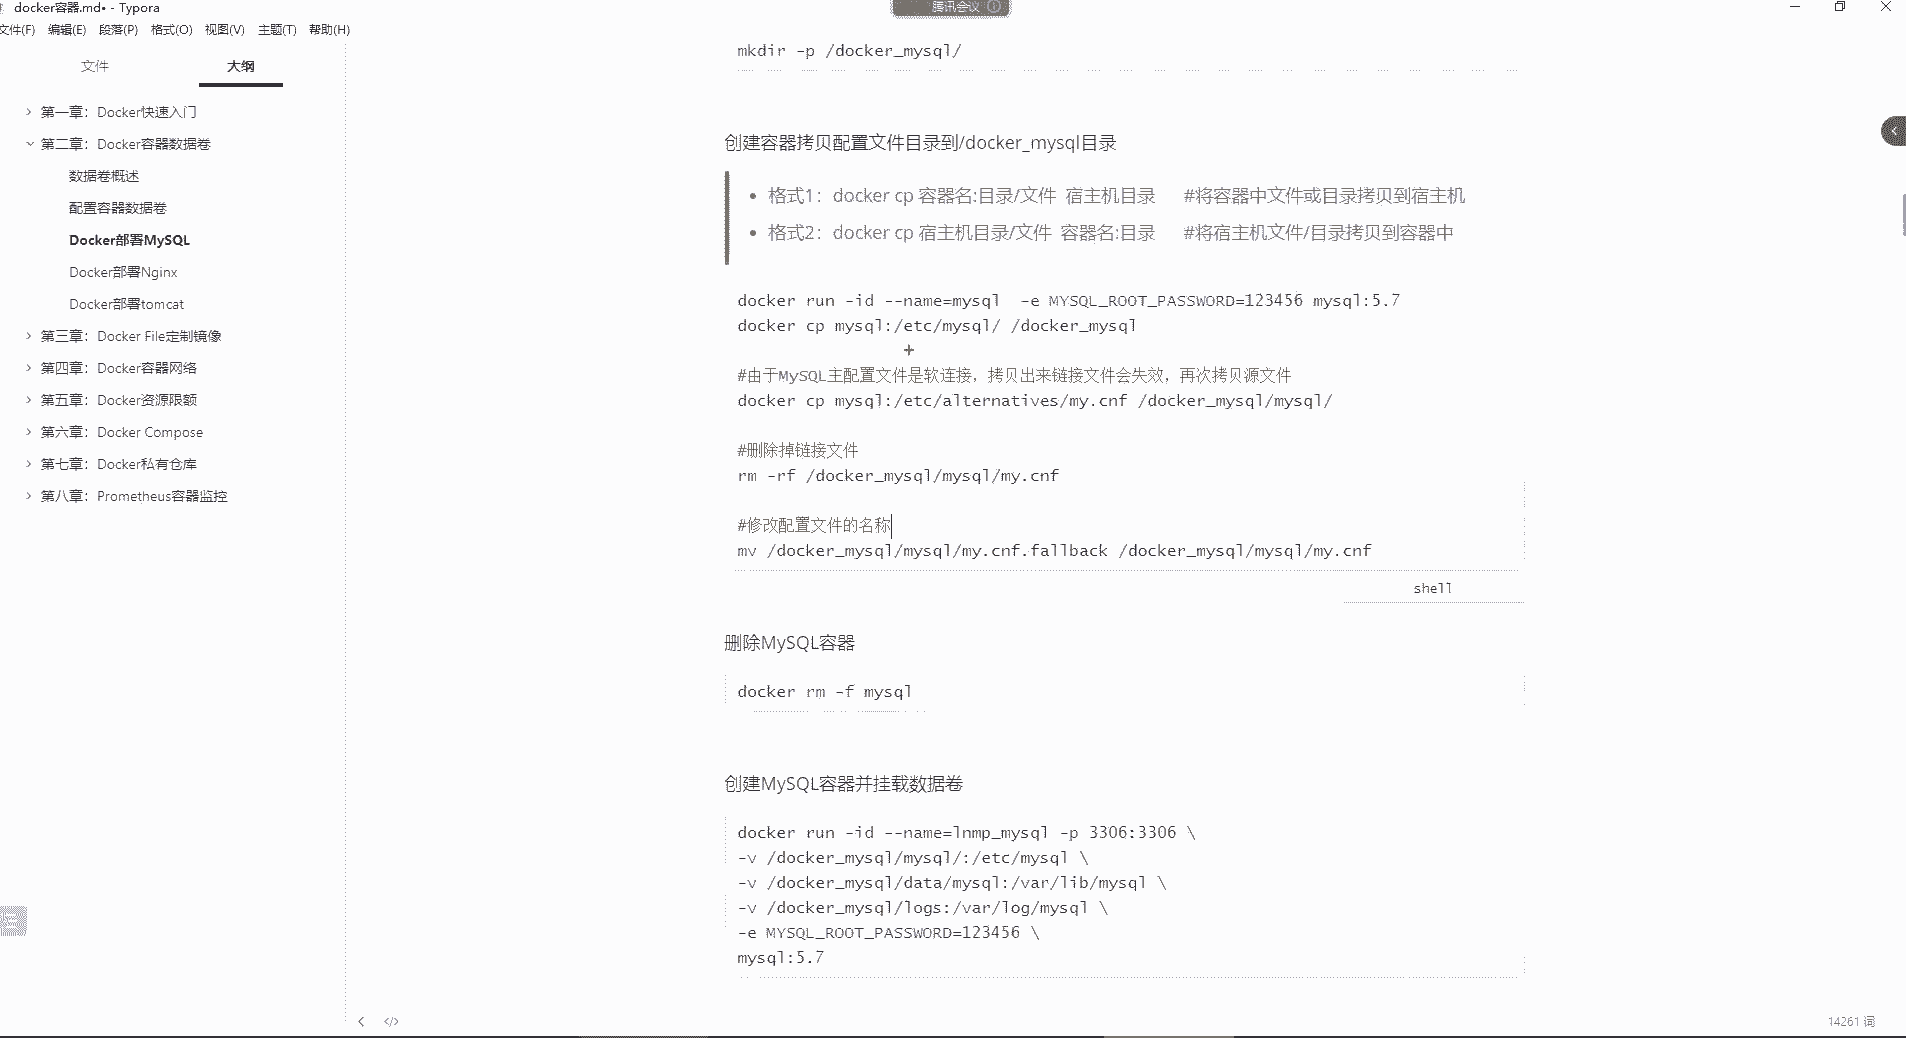 docker容器.md• - Typora
腾讯会议
文件(F) 编辑(E) 段落(P) 格式(O) 视图(V) 主题(T) 帮助(H)
文件 大纲
第一章：Docker快速入门
第二章：Docker容器数据卷
数据卷概述
配置容器数据卷
Docker部署MySQL
Docker部署Nginx
Docker部署tomcat
第三章：Docker File定制镜像
第四章：Docker容器网络
第五章：Docker资源限额
第六章：Docker Compose
第七章：Docker私有仓库
第八章：Prometheus容器监控
mkdir -p /docker_mysql/
创建容器拷贝配置文件目录到/docker_mysql目录
• 格式1：docker cp 容器名:目录/文件 宿主机目录 #将容器中文件或目录拷贝到宿主机
• 格式2：docker cp 宿主机目录/文件 容器名:目录 #将宿主机文件/目录拷贝到容器中
docker run -id --name=mysql -e MYSQL_ROOT_PASSWORD=123456 mysql:5.7
docker cp mysql:/etc/mysql/ /docker_mysql
#由于MySQL主配置文件是软连接，拷贝出来链接文件会失效，再次拷贝源文件
docker cp mysql:/etc/alternatives/my.cnf /docker_mysql/mysql/
#删除掉链接文件
rm -rf /docker_mysql/mysql/my.cnf
#修改配置文件的名称
mv /docker_mysql/mysql/my.cnf.fallback /docker_mysql/mysql/my.cnf
shell
删除MySQL容器
docker rm -f mysql
创建MySQL容器并挂载数据卷
docker run -id --name=lnmp_mysql -p 3306:3306 \
-v /docker_mysql/mysql/:/etc/mysql \
-v /docker_mysql/data/mysql:/var/lib/mysql \
-v /docker_mysql/logs:/var/log/mysql \
-e MYSQL_ROOT_PASSWORD=123456 \
mysql:5.7
14261 词